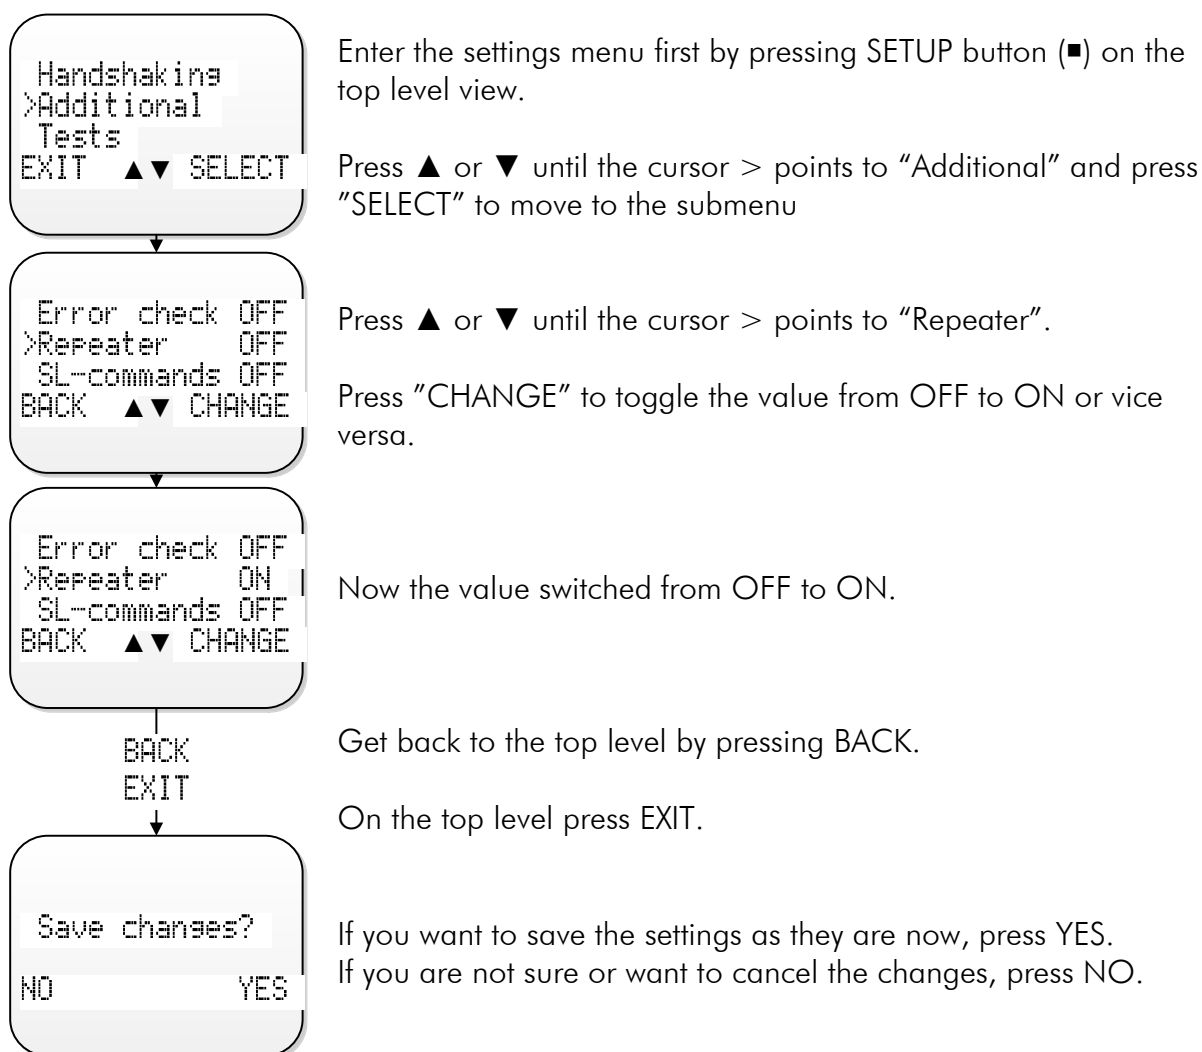 Handshaking
>Additional
Tests
EXIT ▲▼ SELECT
Enter the settings menu first by pressing SETUP button (■) on the
top level view.
Press ▲ or ▼ until the cursor > points to “Additional” and press
”SELECT” to move to the submenu
Error check OFF
>Repeater OFF
SL-commands OFF
BACK ▲▼ CHANGE
Press ▲ or ▼ until the cursor > points to “Repeater”.
Press ”CHANGE” to toggle the value from OFF to ON or vice
versa.
Error check OFF
>Repeater ON
SL-commands OFF
BACK ▲▼ CHANGE
Now the value switched from OFF to ON.
BACK
EXIT
Get back to the top level by pressing BACK.
On the top level press EXIT.
Save changes?
NO YES
If you want to save the settings as they are now, press YES.
If you are not sure or want to cancel the changes, press NO.